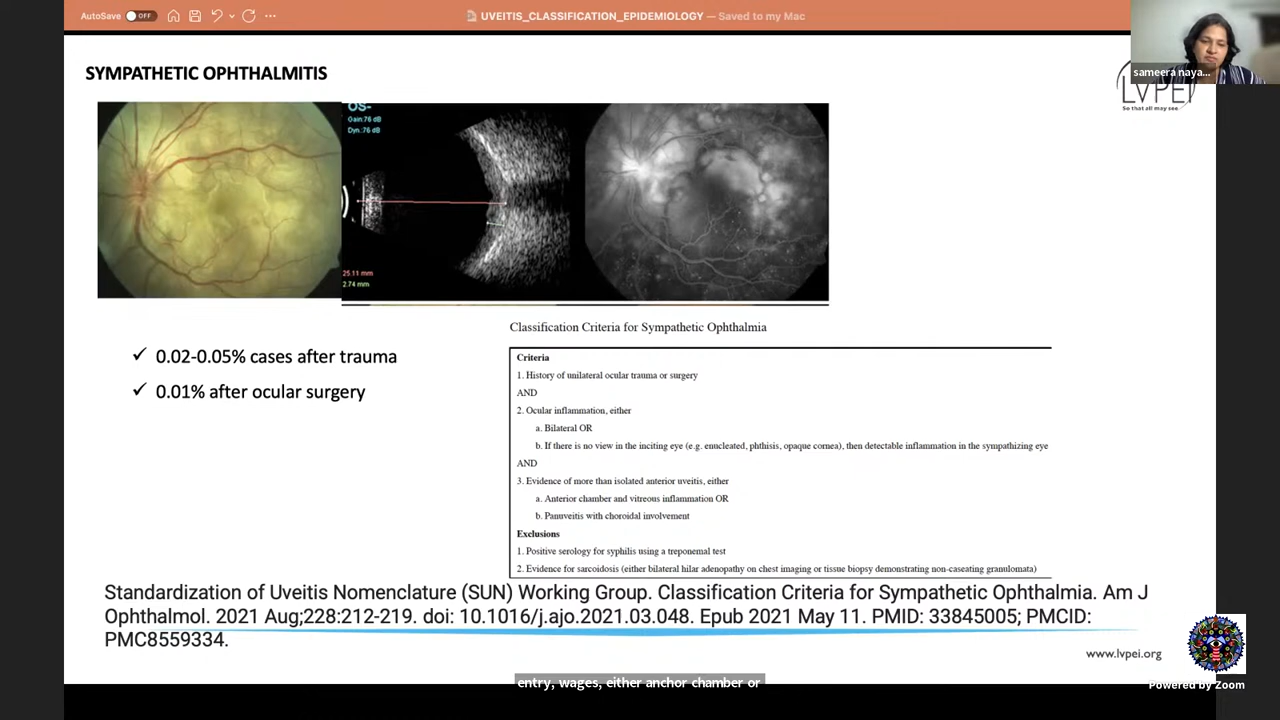 AutoSave OFF
UVEITIS_CLASSIFICATION_EPIDEMIOLOGY — Saved to my Mac
sameera naya...
LVPEI
So that all may see
SYMPATHETIC OPHTHALMITIS
OS-
Gain:76 dB
Dyn.:76 dB
25.11 mm
2.74 mm
✓ 0.02-0.05% cases after trauma
✓ 0.01% after ocular surgery
Classification Criteria for Sympathetic Ophthalmia
Criteria
1. History of unilateral ocular trauma or surgery
AND
2. Ocular inflammation, either
a. Bilateral OR
b. If there is no view in the inciting eye (e.g. enucleated, phthisis, opaque cornea), then detectable inflammation in the sympathizing eye
AND
3. Evidence of more than isolated anterior uveitis, either
a. Anterior chamber and vitreous inflammation OR
b. Panuveitis with choroidal involvement
Exclusions
1. Positive serology for syphilis using a treponemal test
2. Evidence for sarcoidosis (either bilateral hilar adenopathy on chest imaging or tissue biopsy demonstrating non-caseating granulomata)
Standardization of Uveitis Nomenclature (SUN) Working Group. Classification Criteria for Sympathetic Ophthalmia. Am J
Ophthalmol. 2021 Aug;228:212-219. doi: 10.1016/j.ajo.2021.03.048. Epub 2021 May 11. PMID: 33845005; PMCID:
PMC8559334.
www.lvpei.org
entry, wages, either anchor chamber or
Powered by Zoom